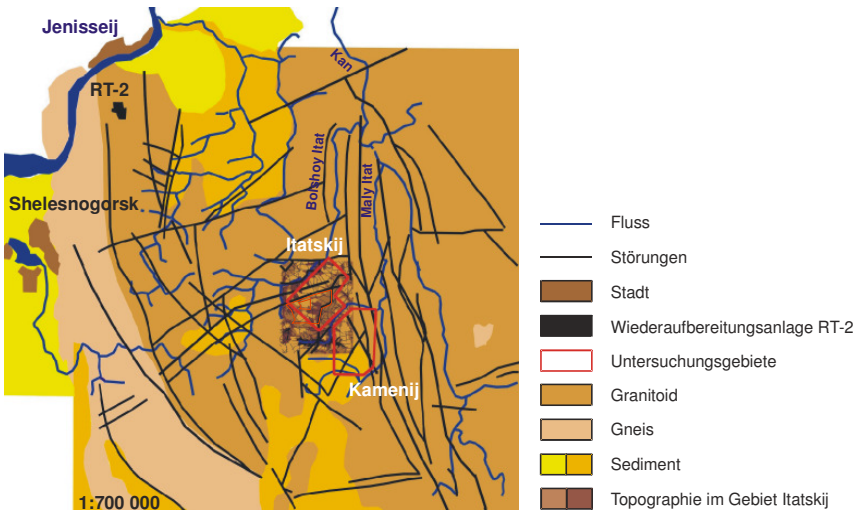 Jenisseij
Kan
RT-2
Bolshoy Itat
Maly Itat
Shelesnogorsk
Itatskij
Kamenij
1:700 000
Fluss
Störungen
Stadt
Wiederaufbereitungsanlage RT-2
Untersuchungsgebiete
Granitoid
Gneis
Sediment
Topographie im Gebiet Itatskij